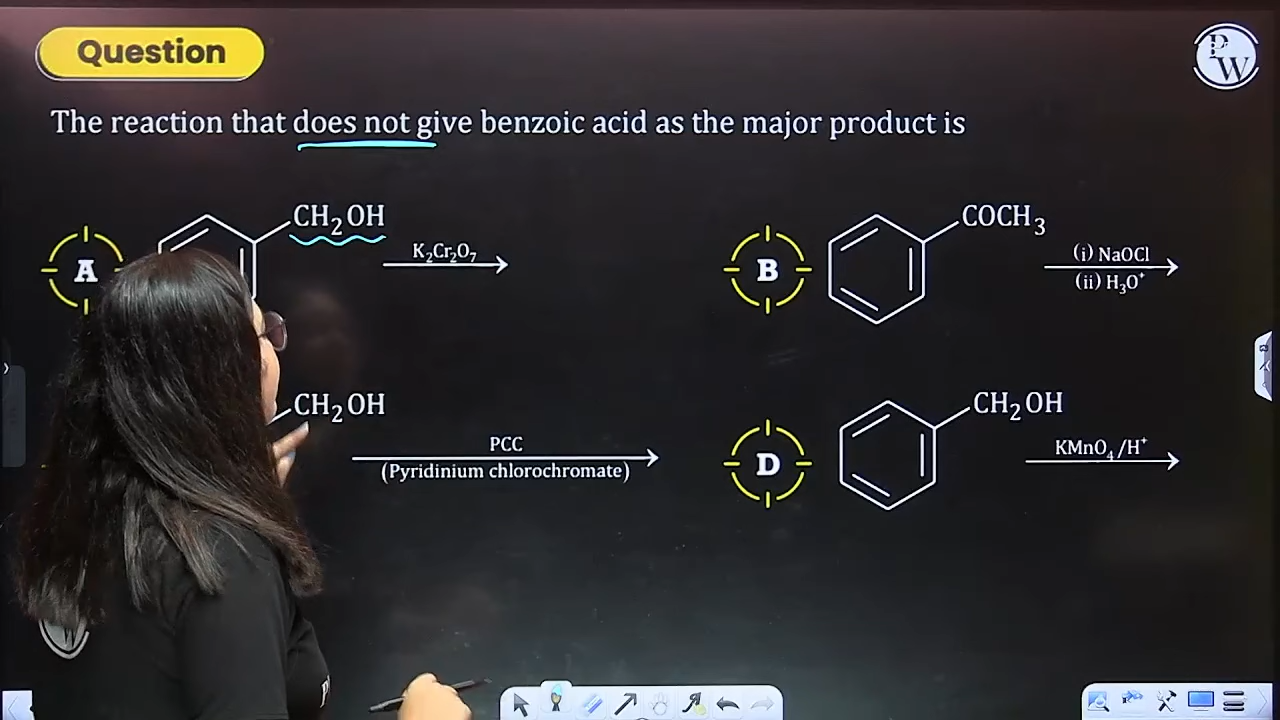 Question
PW
The reaction that does not give benzoic acid as the major product is
A
CH₂OH
K₂Cr₂O₇
B
COCH₃
(i) NaOCl
(ii) H₃O⁺
CH₂OH
PCC
(Pyridinium chlorochromate)
D
CH₂OH
KMnO₄/H⁺
W